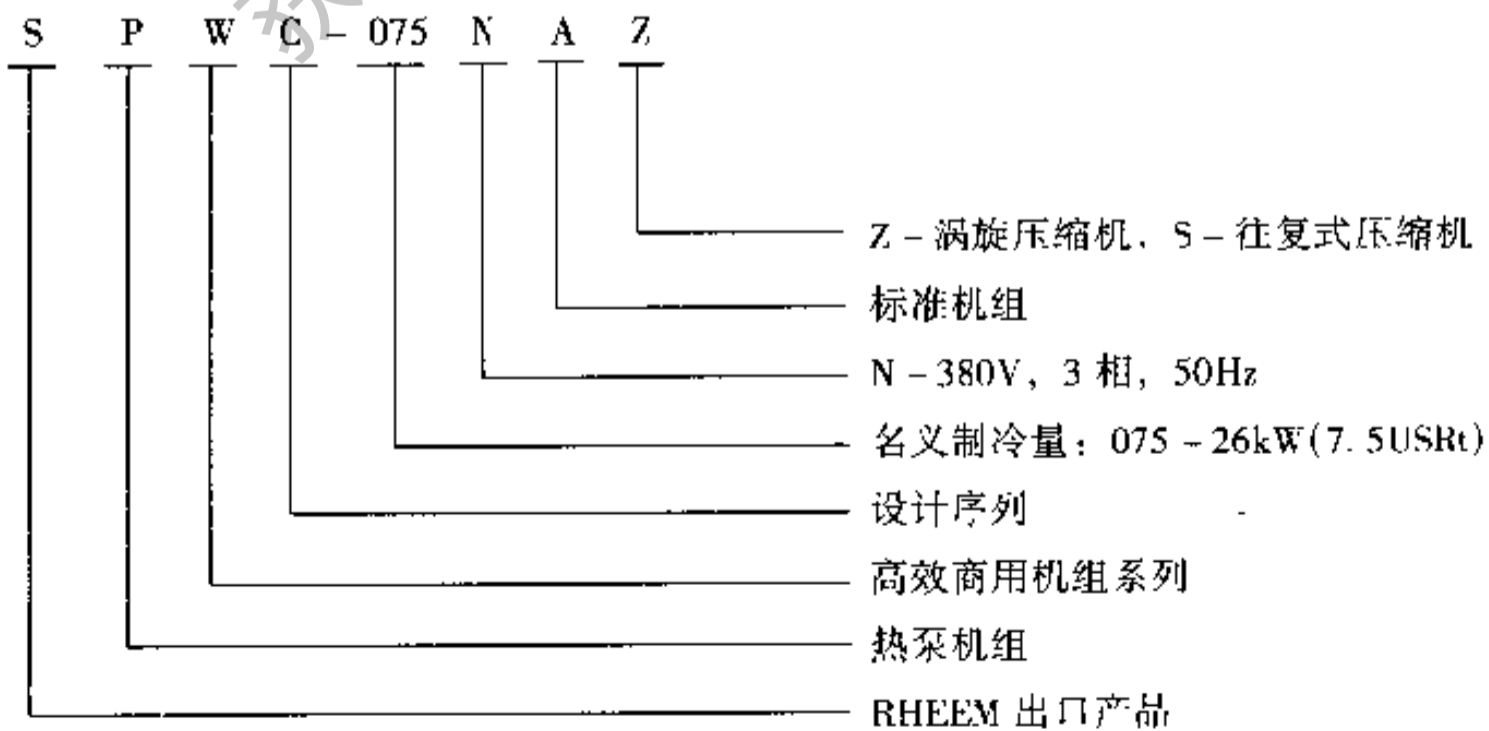 S P W C - 075 N A Z
Z - 涡旋压缩机, S - 往复式压缩机
标准机组
N - 380V, 3 相, 50Hz
名义制冷量: 075 - 26kW(7.5USRt)
设计序列
高效商用机组系列
热泵机组
RHEEM 出口产品